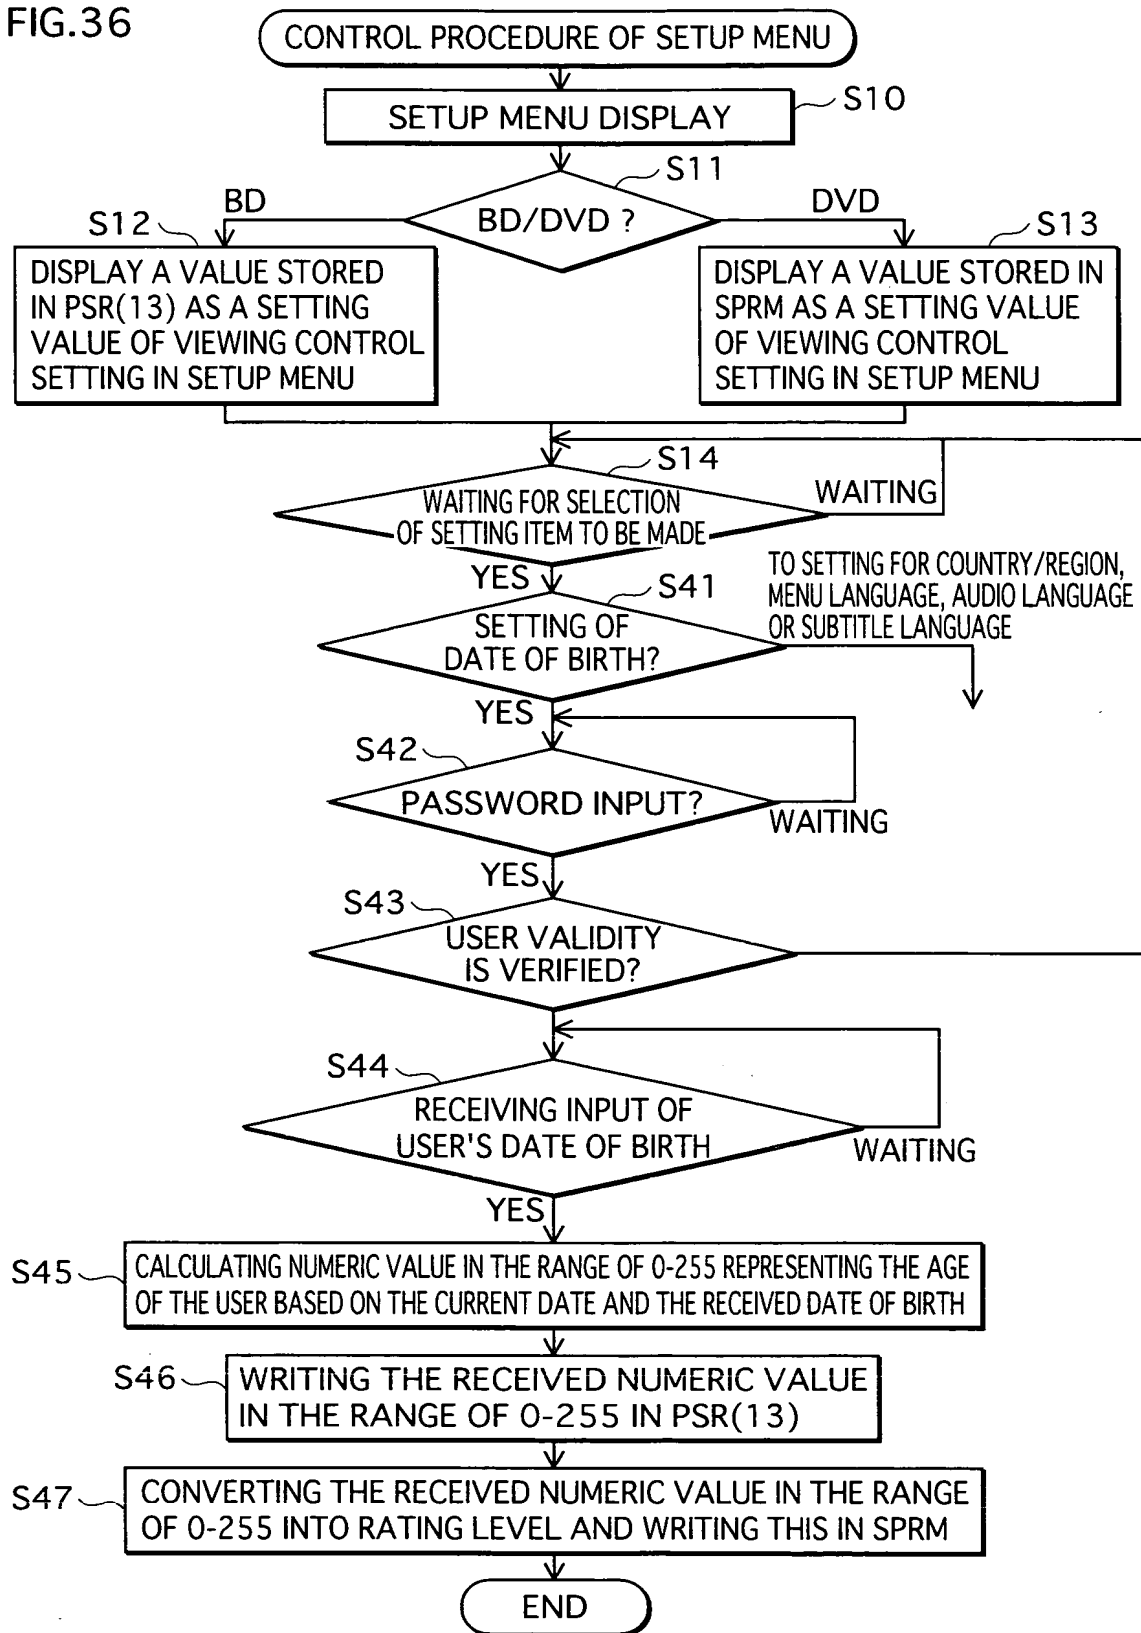 FIG.36
CONTROL PROCEDURE OF SETUP MENU
SETUP MENU DISPLAY
S10
S11
BD/DVD ?
BD
DVD
S12
DISPLAY A VALUE STORED
IN PSR(13) AS A SETTING
VALUE OF VIEWING CONTROL
SETTING IN SETUP MENU
S13
DISPLAY A VALUE STORED IN
SPRM AS A SETTING VALUE
OF VIEWING CONTROL
SETTING IN SETUP MENU
S14
WAITING FOR SELECTION
OF SETTING ITEM TO BE MADE
WAITING
YES
S41
SETTING OF
DATE OF BIRTH?
TO SETTING FOR COUNTRY/REGION,
MENU LANGUAGE, AUDIO LANGUAGE
OR SUBTITLE LANGUAGE
YES
S42
PASSWORD INPUT?
WAITING
YES
S43
USER VALIDITY
IS VERIFIED?
S44
RECEIVING INPUT OF
USER'S DATE OF BIRTH
WAITING
YES
S45
CALCULATING NUMERIC VALUE IN THE RANGE OF 0-255 REPRESENTING THE AGE
OF THE USER BASED ON THE CURRENT DATE AND THE RECEIVED DATE OF BIRTH
S46
WRITING THE RECEIVED NUMERIC VALUE
IN THE RANGE OF 0-255 IN PSR(13)
S47
CONVERTING THE RECEIVED NUMERIC VALUE IN THE RANGE
OF 0-255 INTO RATING LEVEL AND WRITING THIS IN SPRM
END